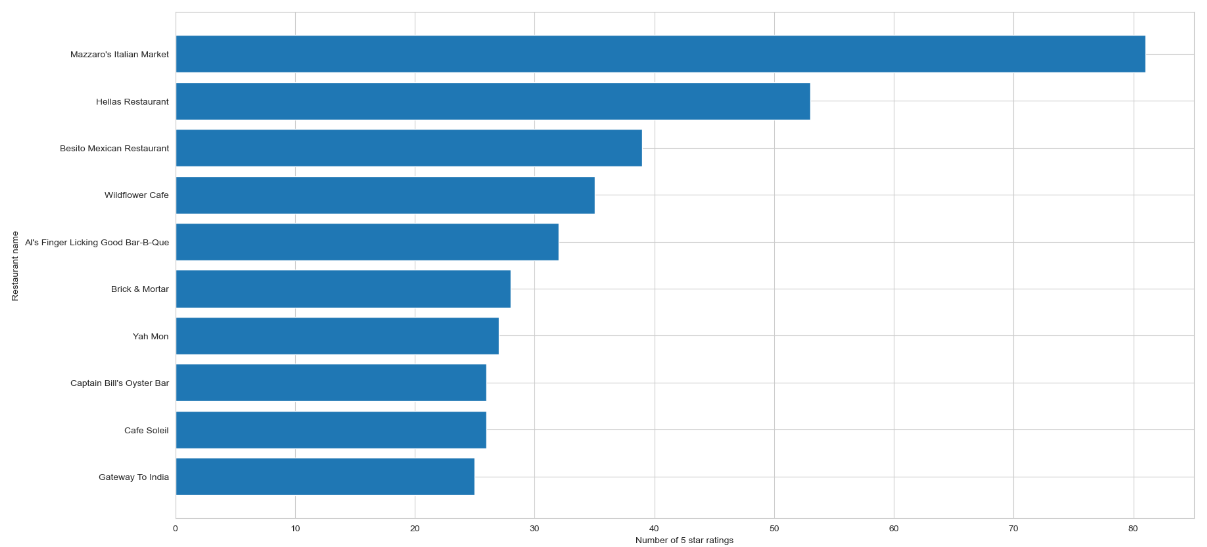 Mazzaro's Italian Market
Hellas Restaurant
Besito Mexican Restaurant
Wildflower Cafe
Al's Finger Licking Good Bar-B-Que
Brick & Mortar
Yah Mon
Captain Bill's Oyster Bar
Cafe Soleil
Gateway To India
Restaurant name
0 10 20 30 40 50 60 70 80
Number of 5 star ratings